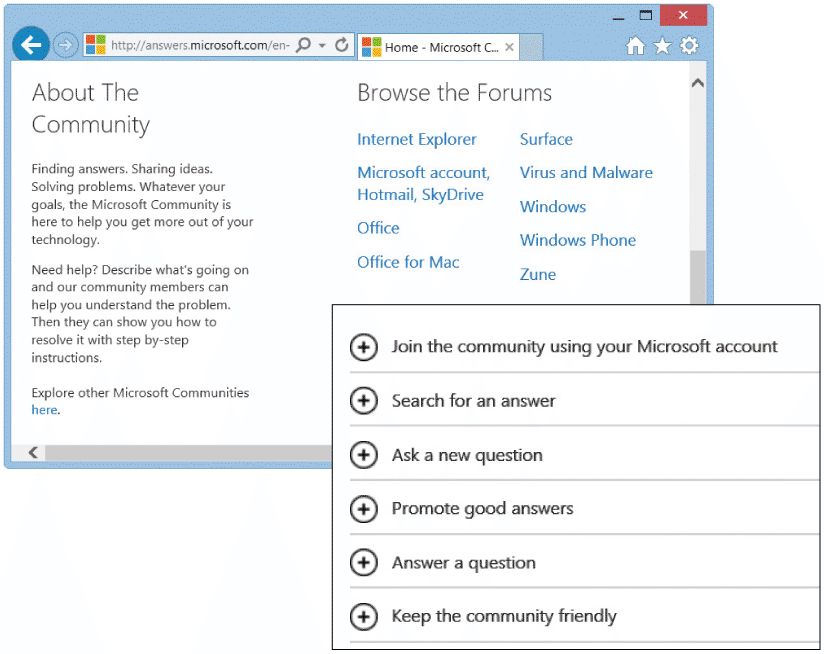 http://answers.microsoft.com/en-
Home - Microsoft C...
About The
Community
Finding answers. Sharing ideas.
Solving problems. Whatever your
goals, the Microsoft Community is
here to help you get more out of your
technology.
Need help? Describe what's going on
and our community members can
help you understand the problem.
Then they can show you how to
resolve it with step by-step
instructions.
Explore other Microsoft Communities
here.
Browse the Forums
Internet Explorer
Microsoft account,
Hotmail, SkyDrive
Office
Office for Mac
Surface
Virus and Malware
Windows
Windows Phone
Zune
Join the community using your Microsoft account
Search for an answer
Ask a new question
Promote good answers
Answer a question
Keep the community friendly